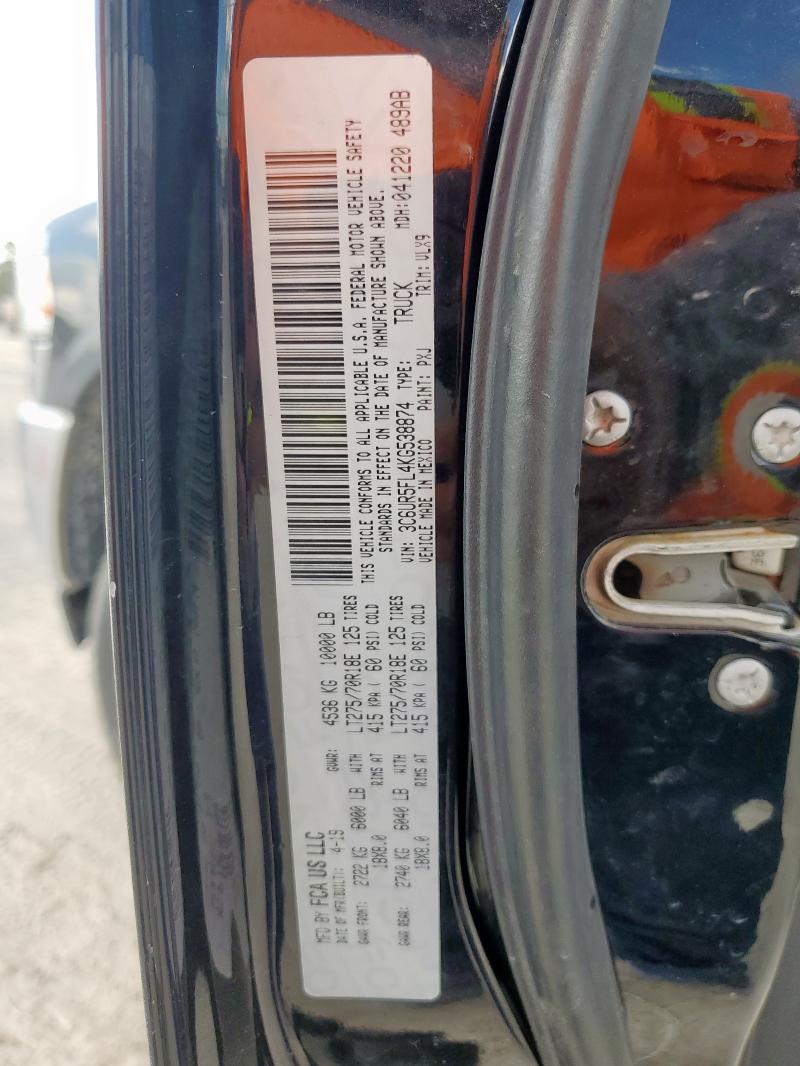 MFD BY FCA US LLC
DATE OF MFR(BUILT): 4-19 GVWR: 4536 KG 10000 LB
GAWR FRONT: 2722 KG 6000 LB WITH LT275/70R18E 125 TIRES
18X8.0 RIMS AT 415 KPA ( 60 PSI) COLD
GAWR REAR: 2740 KG 6040 LB WITH LT275/70R18E 125 TIRES
18X8.0 RIMS AT 415 KPA ( 60 PSI) COLD
THIS VEHICLE CONFORMS TO ALL APPLICABLE U.S.A. FEDERAL MOTOR VEHICLE SAFETY
STANDARDS IN EFFECT ON THE DATE OF MANUFACTURE SHOWN ABOVE.
VIN: 3C6UR5FL4KG538874 TYPE: TRUCK MDH:041220 489AB
VEHICLE MADE IN MEXICO PAINT: PXJ TRIM: VLX9